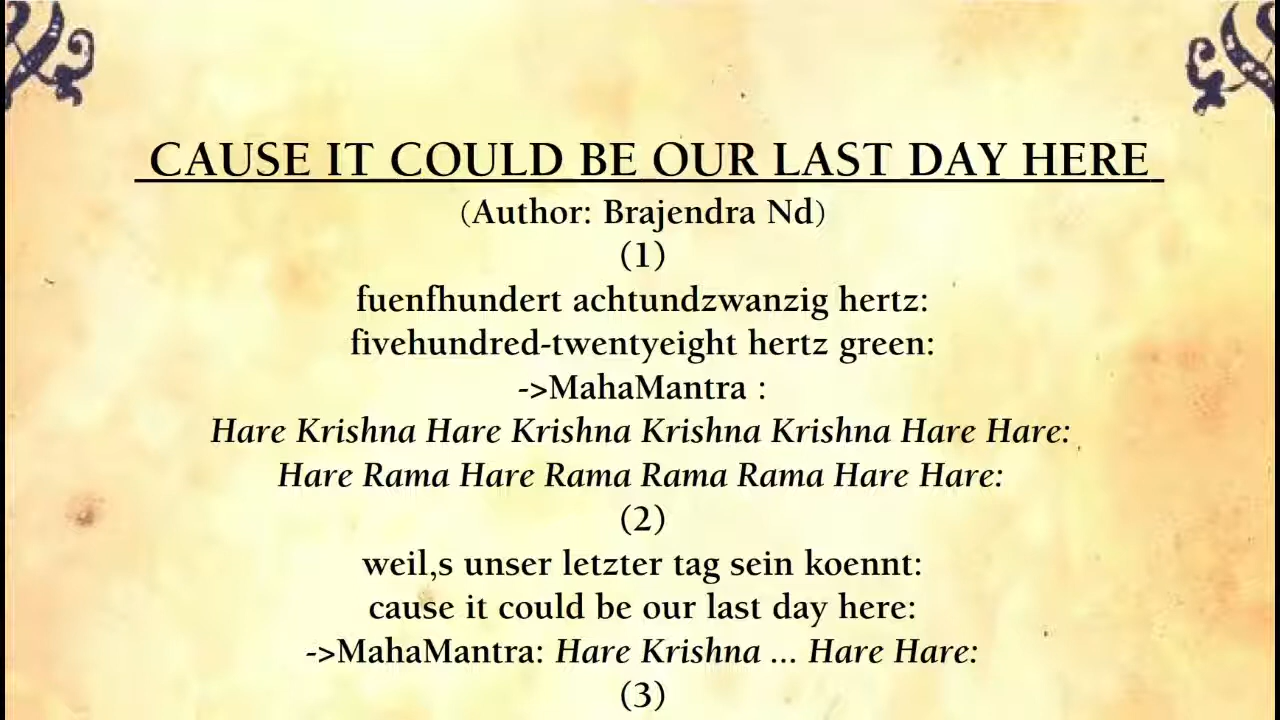 CAUSE IT COULD BE OUR LAST DAY HERE
(Author: Brajendra Nd)
(1)
fuenfhundert achtundzwanzig hertz:
fivehundred-twentyeight hertz green:
->MahaMantra :
Hare Krishna Hare Krishna Krishna Krishna Hare Hare:
Hare Rama Hare Rama Rama Rama Hare Hare:
(2)
weil,s unser letzter tag sein koennt:
cause it could be our last day here:
->MahaMantra: Hare Krishna ... Hare Hare:
(3)